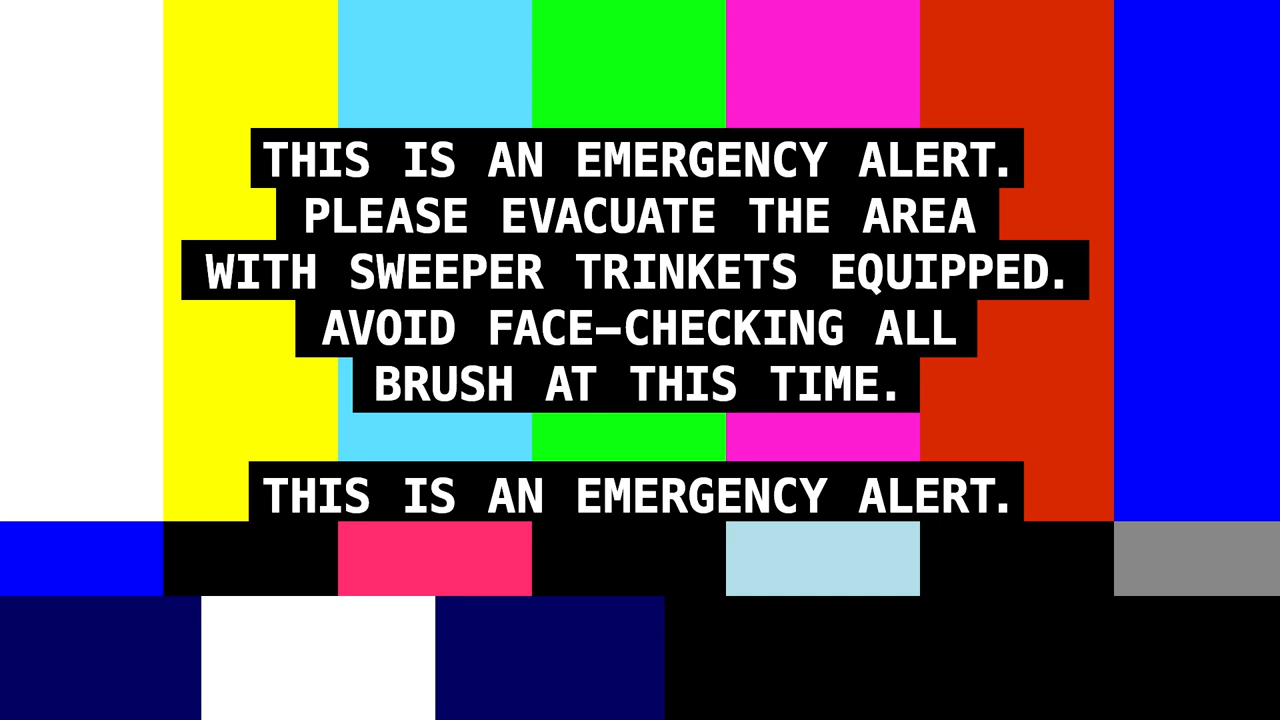 THIS IS AN EMERGENCY ALERT.
PLEASE EVACUATE THE AREA
WITH SWEEPER TRINKETS EQUIPPED.
AVOID FACE-CHECKING ALL
BRUSH AT THIS TIME.
THIS IS AN EMERGENCY ALERT.